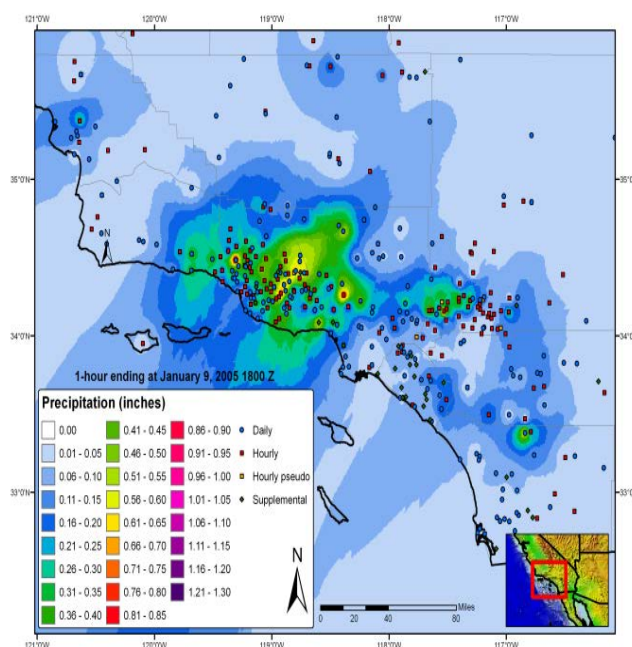 121°0'W 120°0'W 119°0'W 118°0'W 117°0'W
35°0'N 35°0'N
34°0'N 34°0'N
33°0'N 33°0'N
N
1-hour ending at January 9, 2005 1800 Z
Precipitation (inches)
0.00 0.41 - 0.45 0.86 - 0.90 Daily
0.01 - 0.05 0.46 - 0.50 0.91 - 0.95 Hourly
0.06 - 0.10 0.51 - 0.55 0.96 - 1.00 Hourly pseudo
0.11 - 0.15 0.56 - 0.60 1.01 - 1.05 Supplemental
0.16 - 0.20 0.61 - 0.65 1.06 - 1.10
0.21 - 0.25 0.66 - 0.70 1.11 - 1.15
0.26 - 0.30 0.71 - 0.75 1.16 - 1.20
0.31 - 0.35 0.76 - 0.80 1.21 - 1.30
0.36 - 0.40 0.81 - 0.85
N
Miles
0 20 40 80
121°0'W 120°0'W 119°0'W 118°0'W 117°0'W